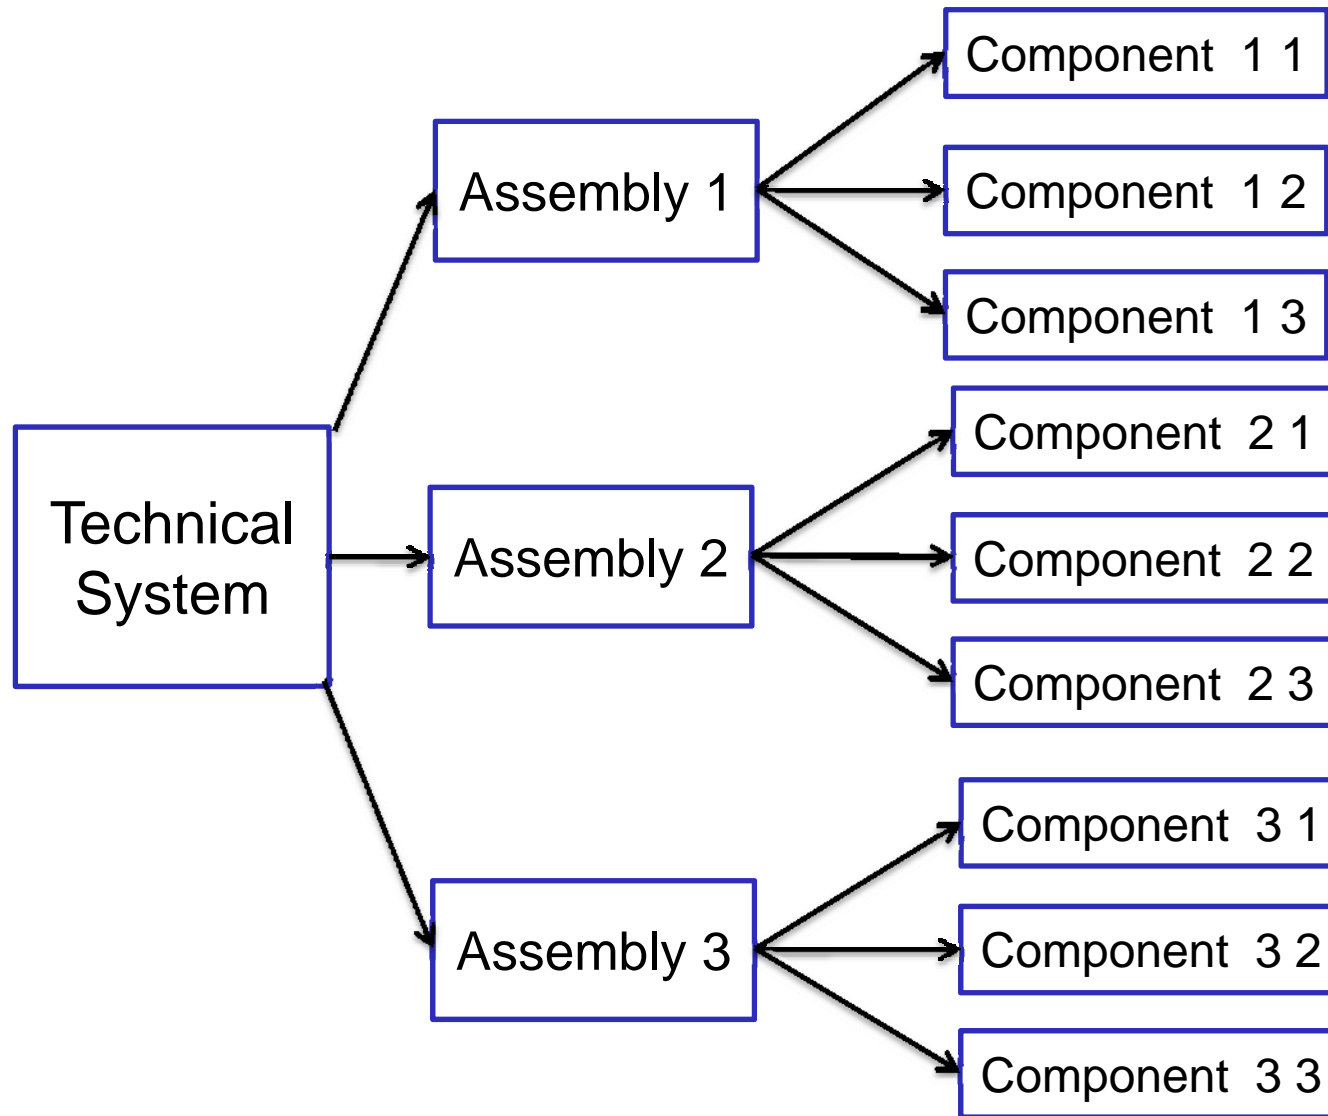 Technical
System
Assembly 1
Component 1 1
Component 1 2
Component 1 3
Assembly 2
Component 2 1
Component 2 2
Component 2 3
Assembly 3
Component 3 1
Component 3 2
Component 3 3